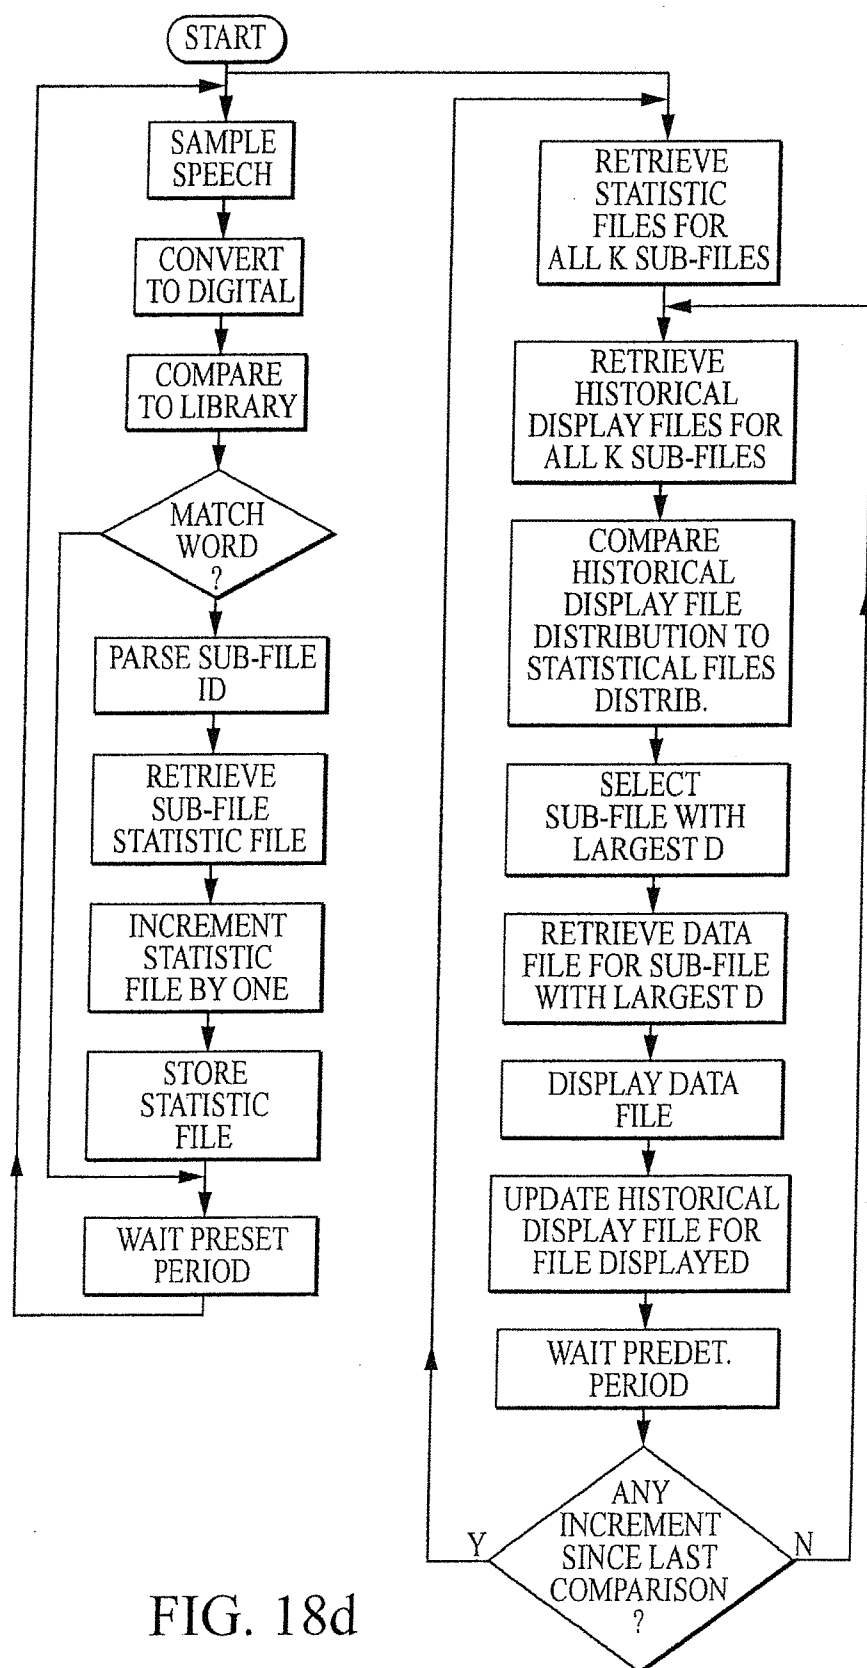 START
SAMPLE
SPEECH
CONVERT
TO DIGITAL
COMPARE
TO LIBRARY
MATCH
WORD
?
PARSE SUB-FILE
ID
RETRIEVE
SUB-FILE
STATISTIC FILE
INCREMENT
STATISTIC
FILE BY ONE
STORE
STATISTIC
FILE
WAIT PRESET
PERIOD
RETRIEVE
STATISTIC
FILES FOR
ALL K SUB-FILES
RETRIEVE
HISTORICAL
DISPLAY FILES FOR
ALL K SUB-FILES
COMPARE
HISTORICAL
DISPLAY FILE
DISTRIBUTION TO
STATISTICAL FILES
DISTRIB.
SELECT
SUB-FILE WITH
LARGEST D
RETRIEVE DATA
FILE FOR SUB-FILE
WITH LARGEST D
DISPLAY DATA
FILE
UPDATE HISTORICAL
DISPLAY FILE FOR
FILE DISPLAYED
WAIT PREDET.
PERIOD
ANY
INCREMENT
SINCE LAST
COMPARISON
?
Y
N
FIG. 18d